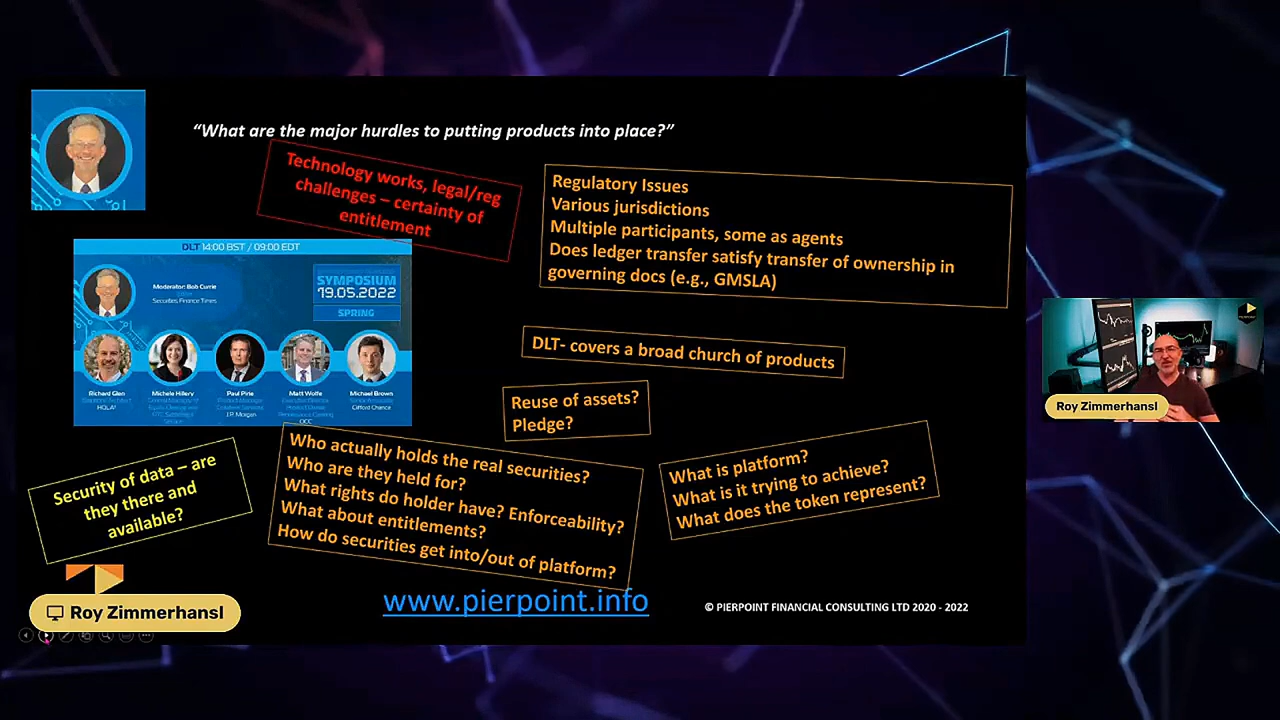 “What are the major hurdles to putting products into place?”
Technology works, legal/reg
challenges – certainty of
entitlement
Regulatory Issues
Various jurisdictions
Multiple participants, some as agents
Does ledger transfer satisfy transfer of ownership in
governing docs (e.g., GMSLA)
DLT 14:00 BST / 09:00 EDT
Moderator: Bob Currie
Securities Finance Times
SYMPOSIUM
19.05.2022
SPRING
Richard Glen
HQLAˣ
Michele Hillery
Paul Pirie
J.P. Morgan
Matt Wolfe
OCC
Michael Brown
Clifford Chance
DLT- covers a broad church of products
Reuse of assets?
Pledge?
Who actually holds the real securities?
Who are they held for?
What rights do holder have? Enforceability?
What about entitlements?
How do securities get into/out of platform?
What is platform?
What is it trying to achieve?
What does the token represent?
Security of data – are
they there and
available?
Roy Zimmerhansl
www.pierpoint.info
© PIERPOINT FINANCIAL CONSULTING LTD 2020 - 2022
Roy Zimmerhansl